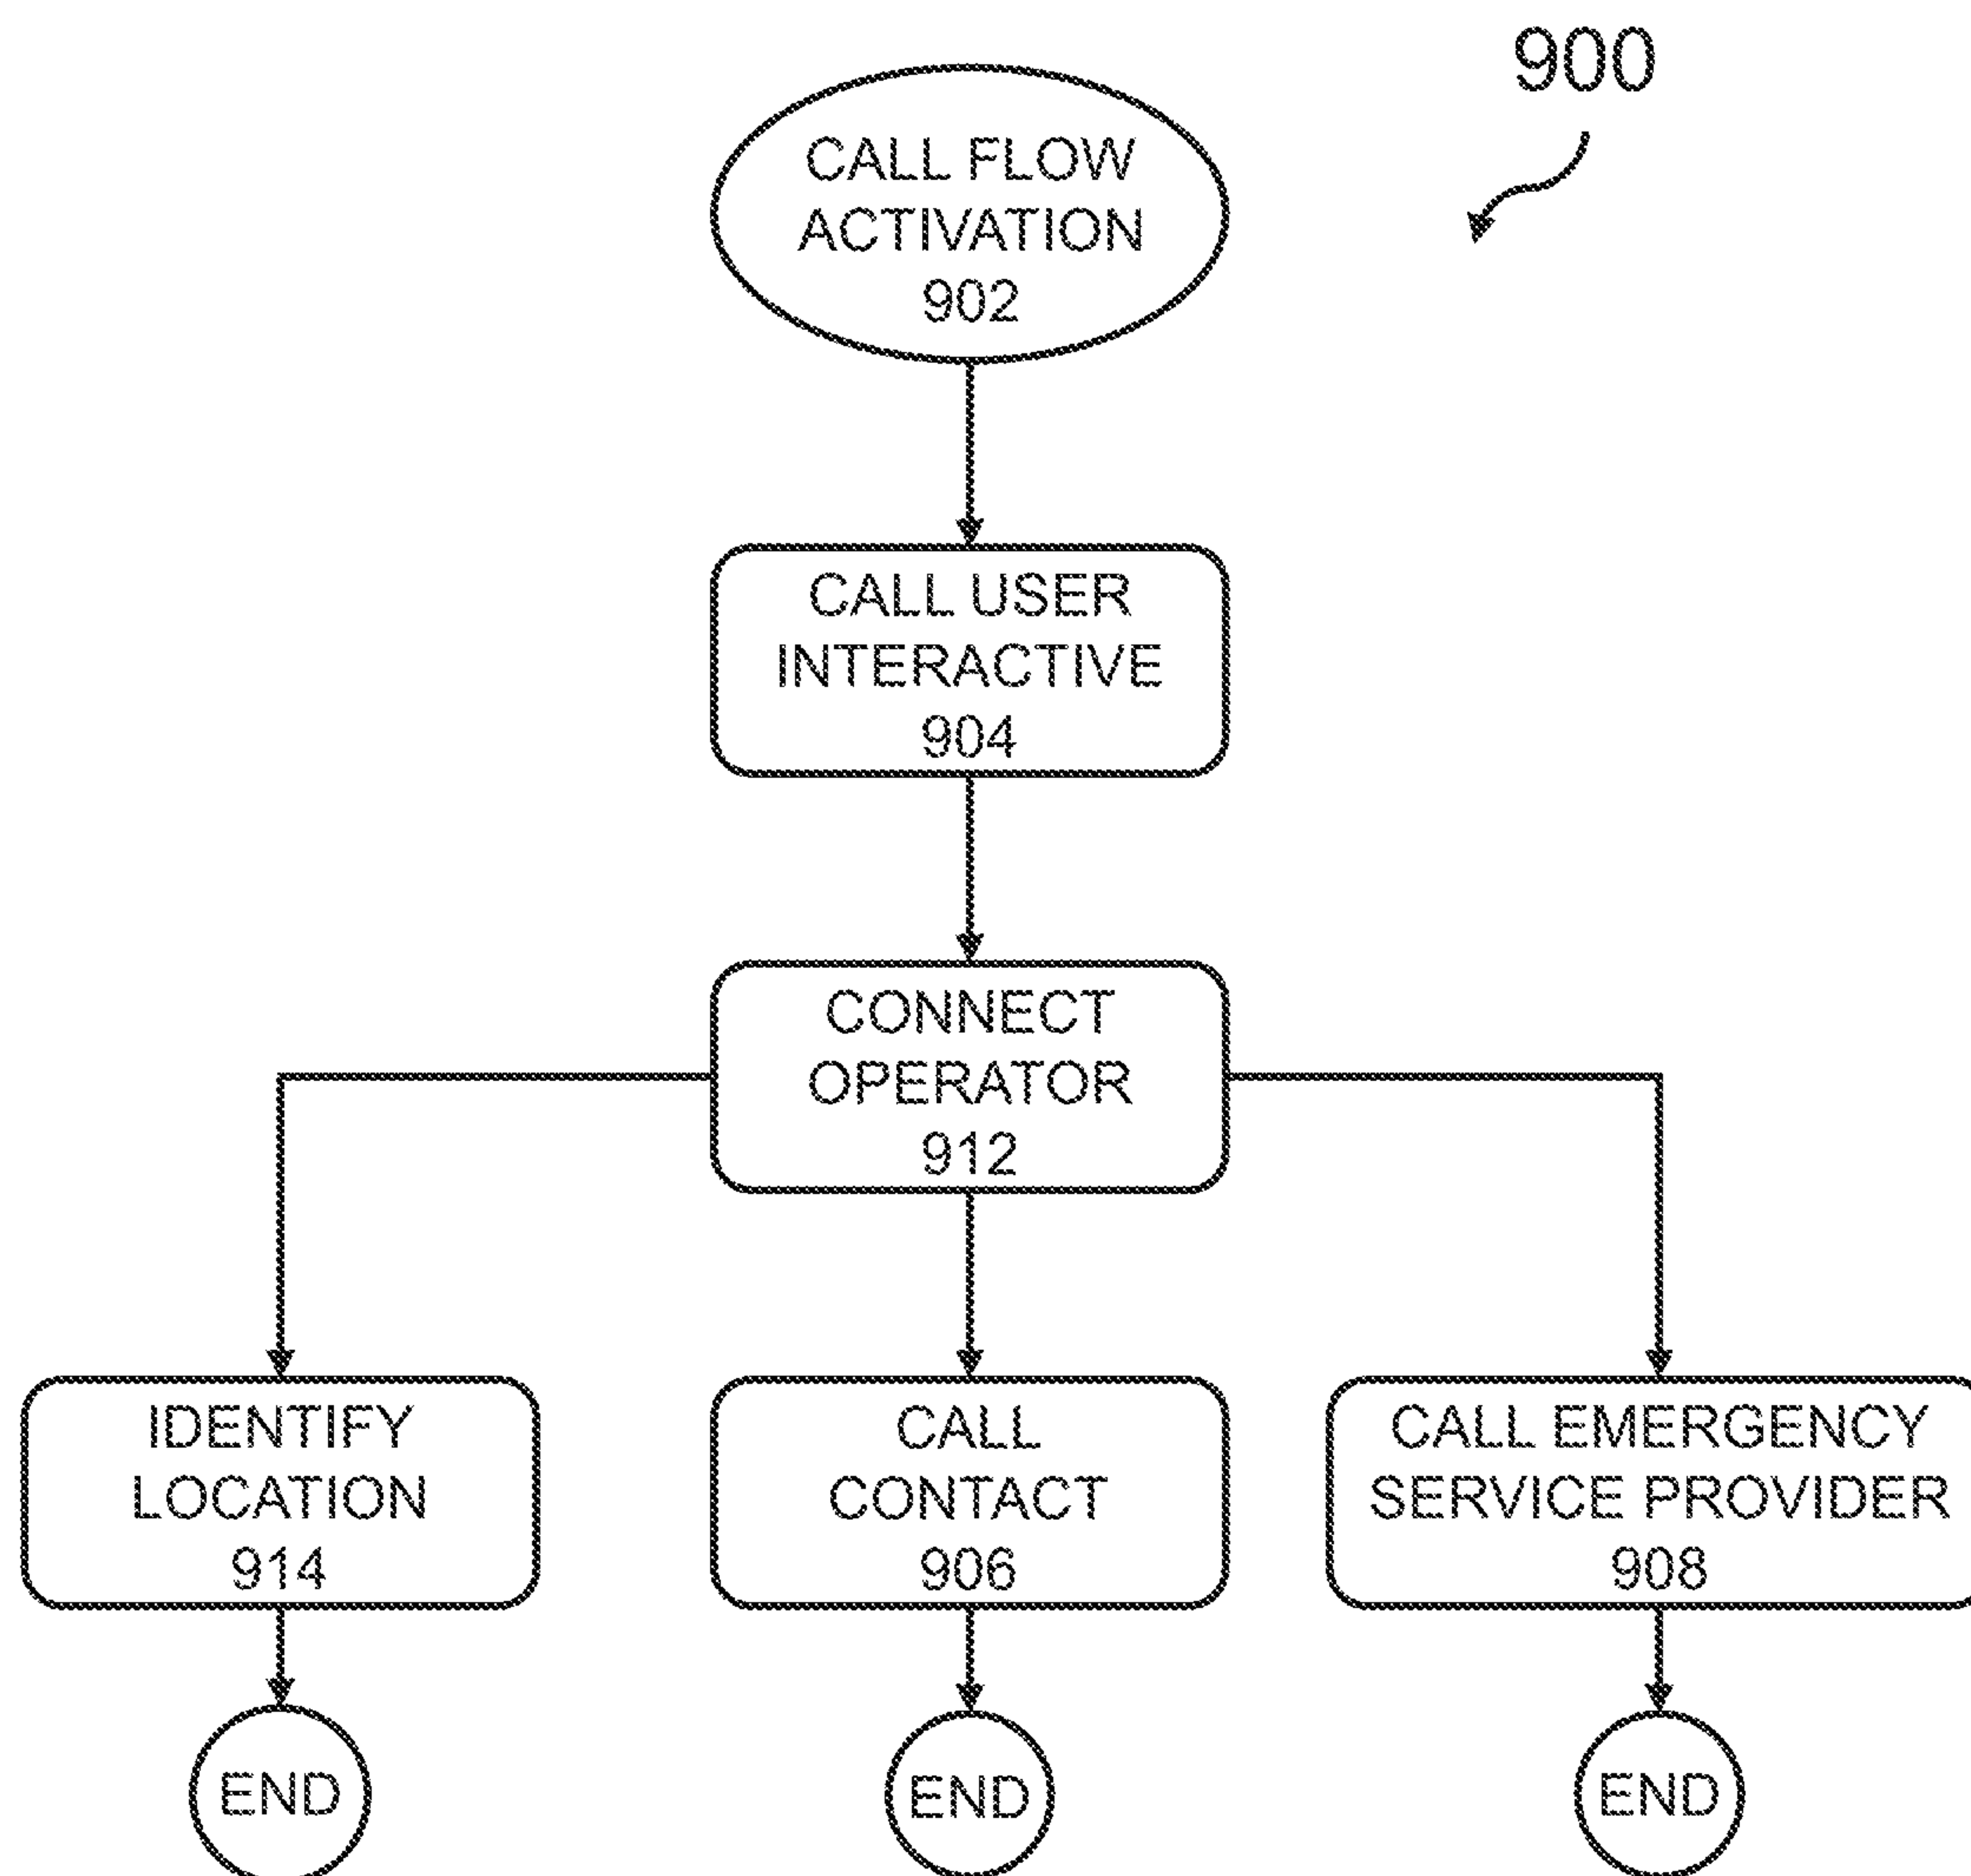 900
CALL FLOW
ACTIVATION
902
CALL USER
INTERACTIVE
904
CONNECT
OPERATOR
912
IDENTIFY
LOCATION
914
CALL
CONTACT
906
CALL EMERGENCY
SERVICE PROVIDER
908
END
END
END